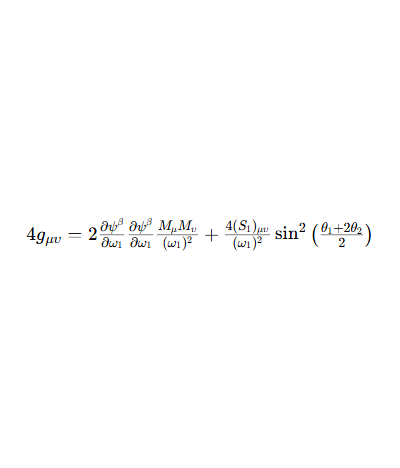 $4g_{\mu v} = 2 \frac{\partial \psi^{\beta}}{\partial \omega_1} \frac{\partial \psi^{\beta}}{\partial \omega_1} \frac{M_{\mu} M_{v}}{(\omega_1)^2} + \frac{4(S_1)_{\mu v}}{(\omega_1)^2} \sin^2 \left( \frac{\theta_1 + 2\theta_2}{2} \right)$